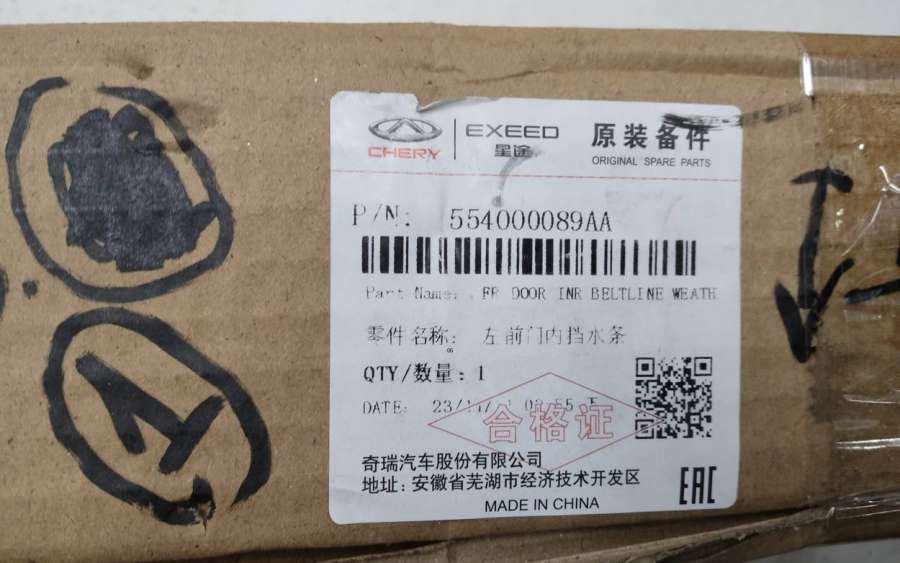 CHERY
EXEED
星途
原装备件
ORIGINAL SPARE PARTS
P/N: 554000089AA
Part Name: FR DOOR INR BELTLINE WEATH
零件名称: 左前门内挡水条
QTY/数量: 1
DATE: 23/
合格证
奇瑞汽车股份有限公司
地址: 安徽省芜湖市经济技术开发区
MADE IN CHINA
EAC